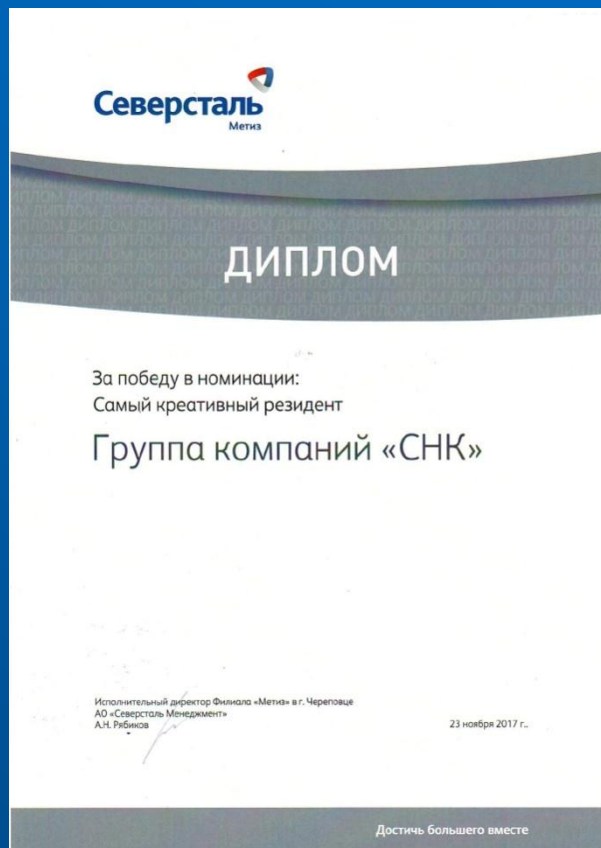 Северсталь
Метиз
ДИПЛОМ
За победу в номинации:
Самый креативный резидент
Группа компаний «СНК»
Исполнительный директор Филиала «Метиз» в г. Череповце
АО «Северсталь Менеджмент»
А.Н. Рябиков
23 ноября 2017 г..
Достичь большего вместе